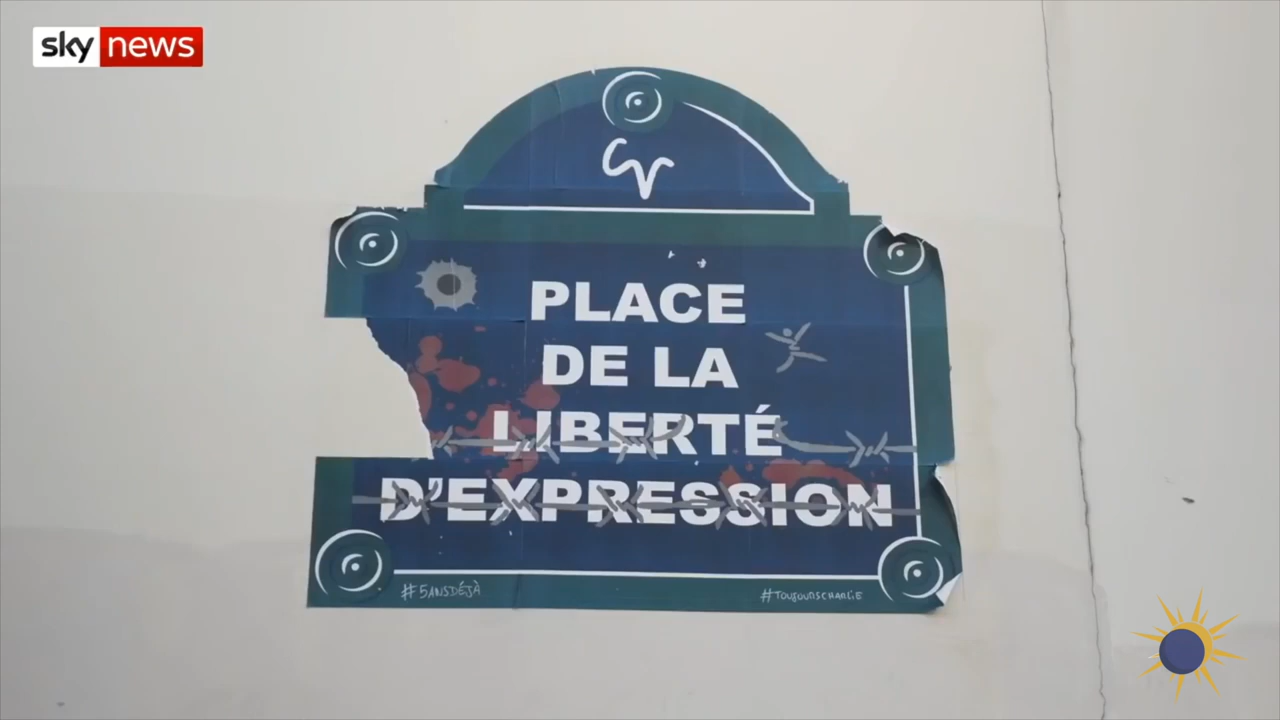 sky news
PLACE
DE LA
LIBERTÉ
D'EXPRESSION
#5ANSDÉJÀ
#TOUJOURSCHARLIE